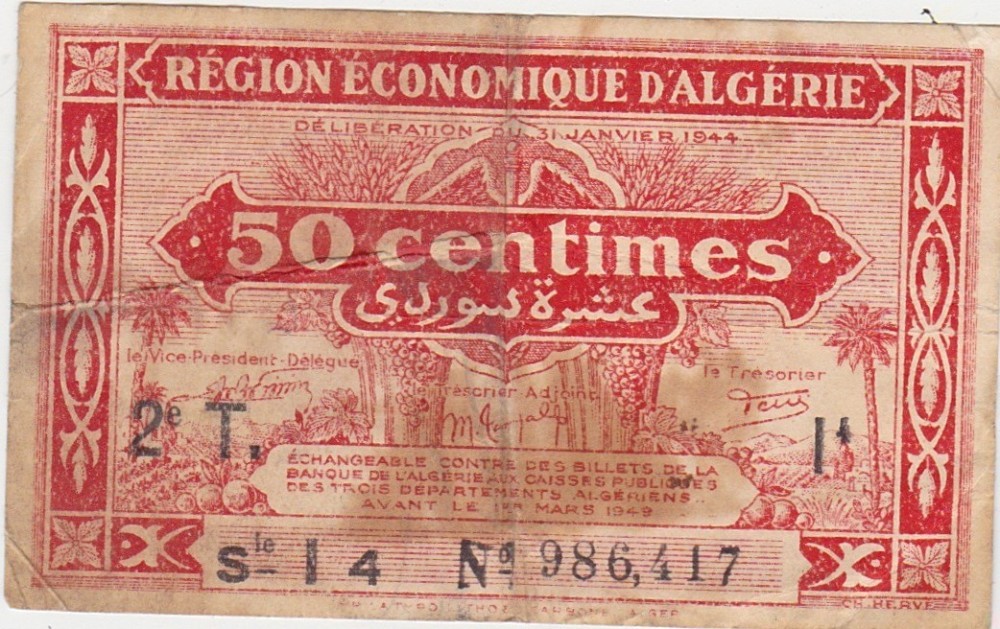 RÉGION ÉCONOMIQUE D'ALGÉRIE
DÉLIBÉRATION DU 31 JANVIER 1944
50 centimes
عشرة سوردي
le Vice-Président-Délégué
le Trésorier
Trésorier Adjoint
2e T.
1
ÉCHANGEABLE CONTRE DES BILLETS DE LA
BANQUE DE L'ALGÉRIE AUX CAISSES PUBLIQUES
DES TROIS DÉPARTEMENTS ALGÉRIENS
AVANT LE 1er MARS 1949
Sie 14 No 986,417
CH. HERVÉ